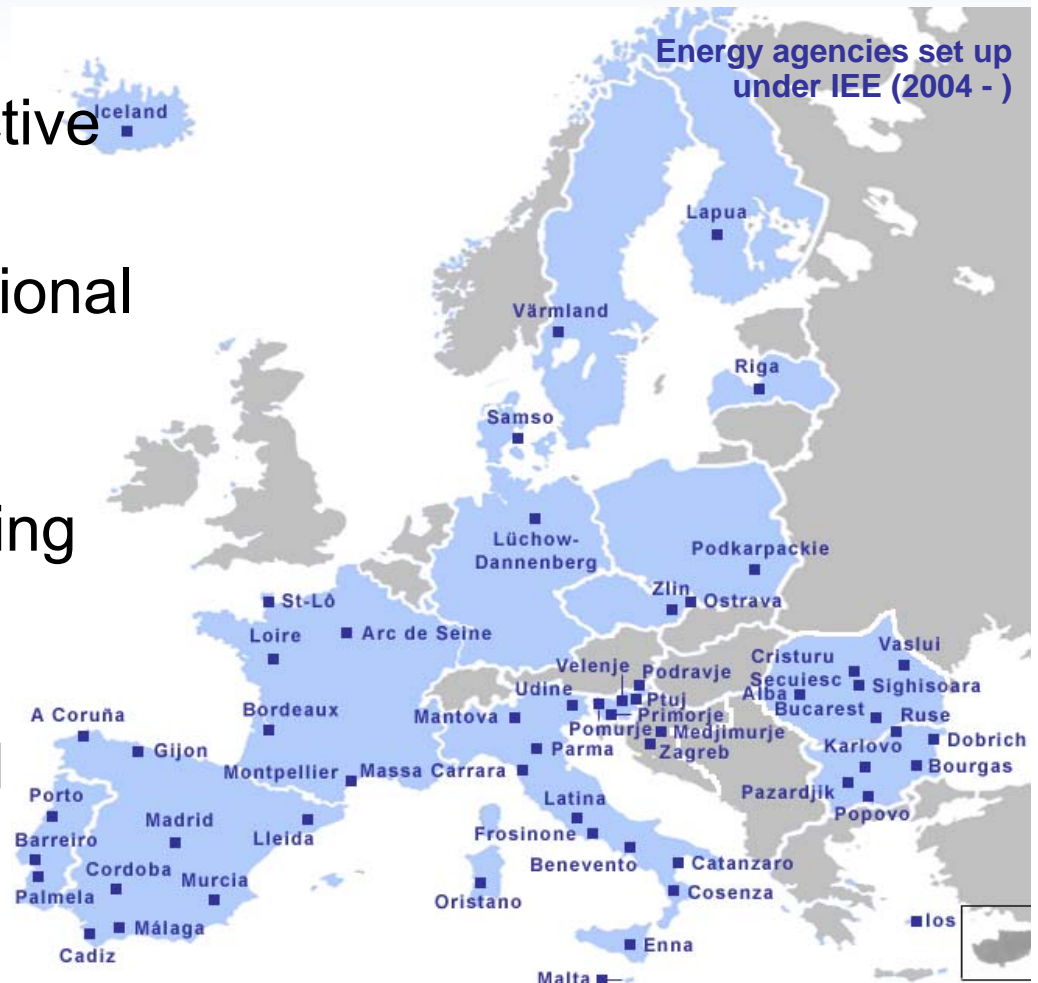 Energy agencies set up
under IEE (2004 - )
tive
ional
ing
Iceland
Lapua
Värmland
Riga
Samso
Lüchow-
Dannenberg
Podkarpackie
Zlin
Ostrava
St-Lô
Loire
Arc de Seine
Bordeaux
Montpellier
Velenje
Podravje
Udine
Ptuj
Primorje
Pomurje
Medjimurje
Zagreb
Mantova
Parma
Massa Carrara
Cristuru
Secuiesc
Vaslui
Sighisoara
Alba
Bucarest
Ruse
Karlovo
Dobrich
Bourgas
Pazardjik
Popovo
A Coruña
Gijon
Porto
Barreiro
Palmela
Madrid
Lleida
Cordoba
Murcia
Málaga
Cadiz
Latina
Frosinone
Benevento
Catanzaro
Cosenza
Oristano
Enna
Malta
Ios